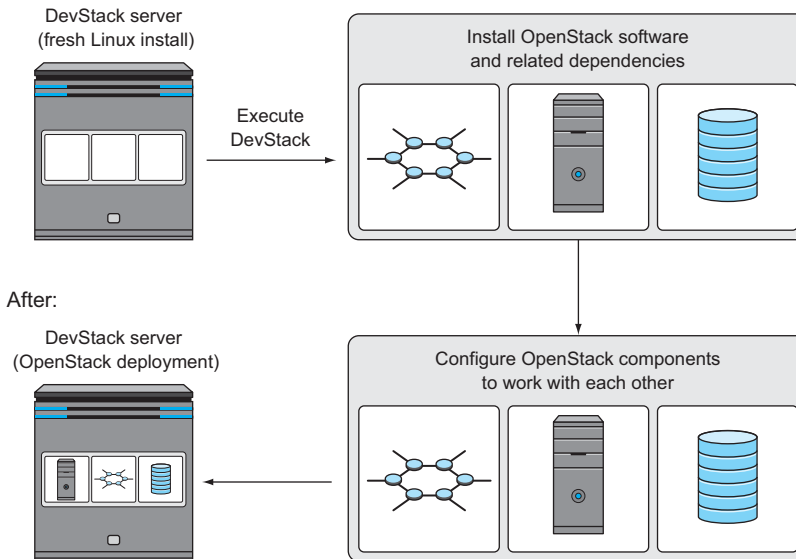 DevStack server
(fresh Linux install)
Execute
DevStack
Install OpenStack software
and related dependencies
After:
DevStack server
(OpenStack deployment)
Configure OpenStack components
to work with each other